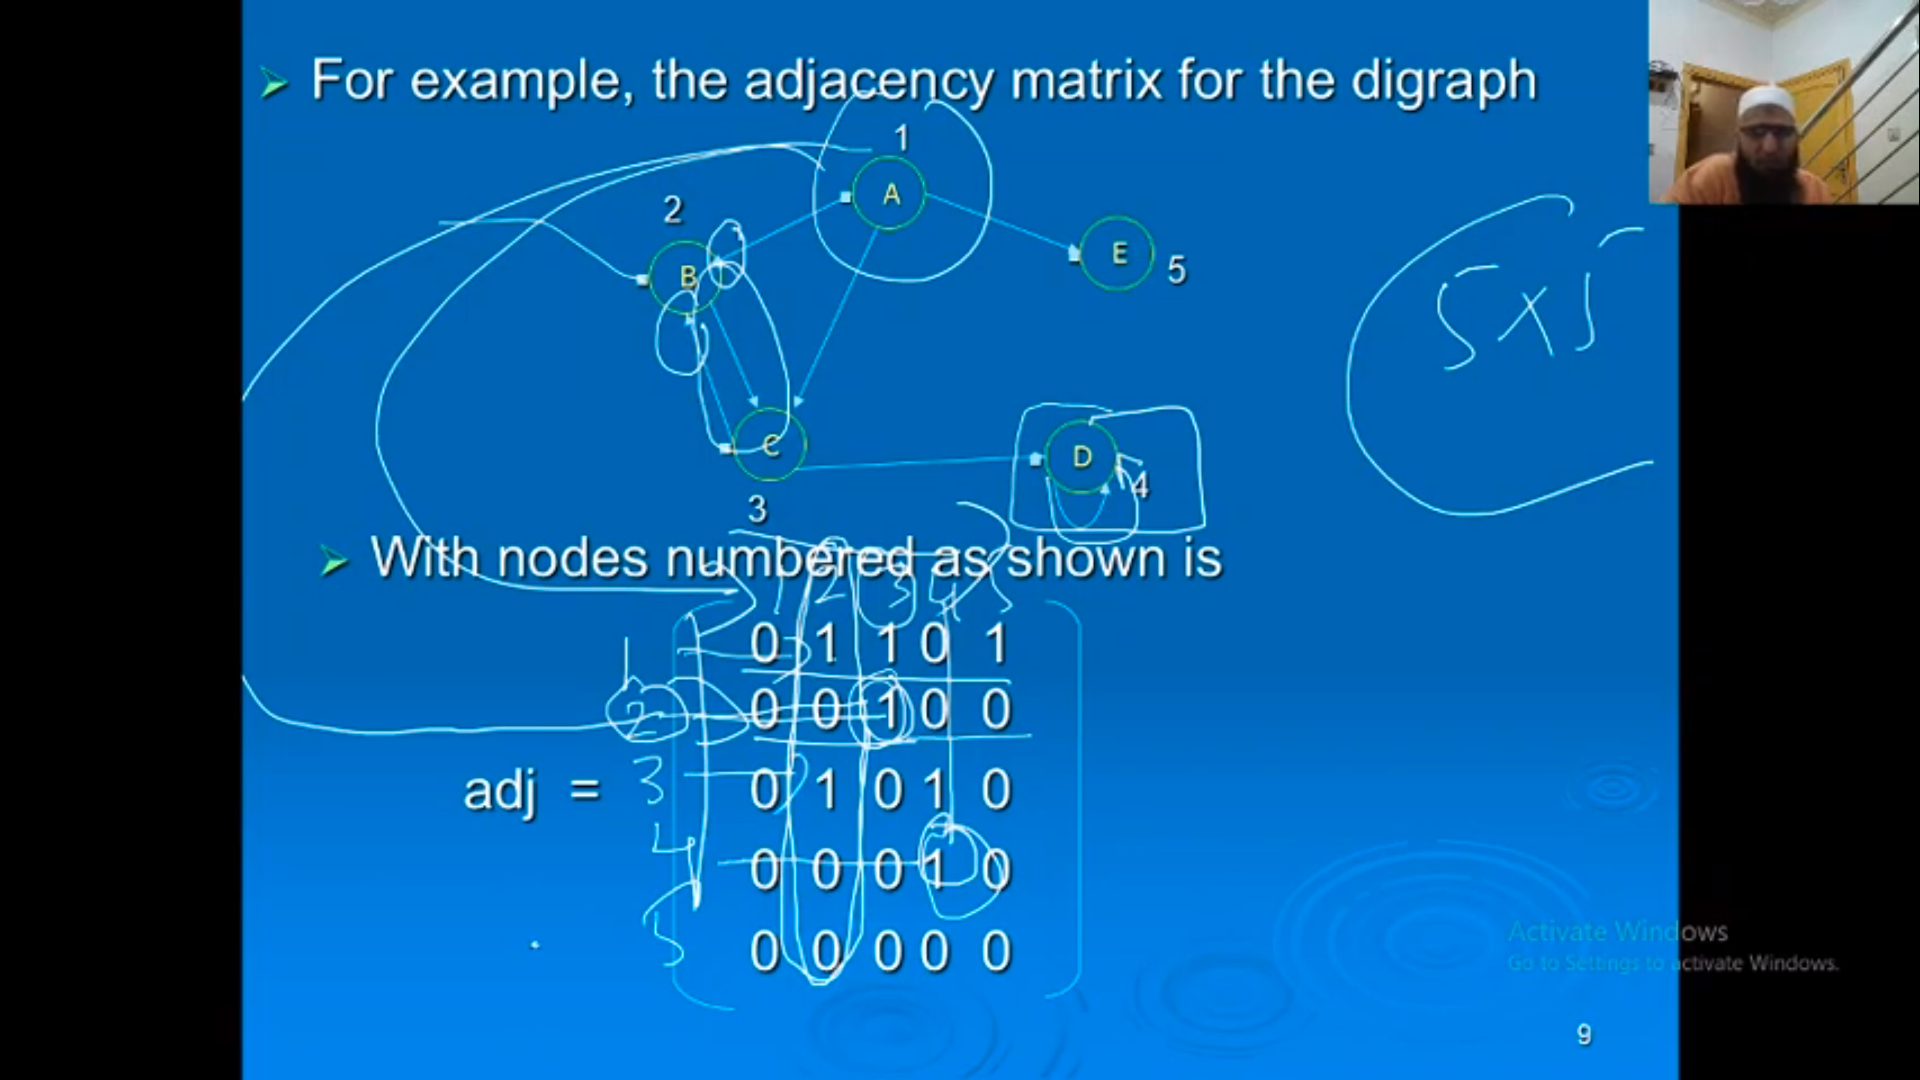 For example, the adjacency matrix for the digraph
1
A
2
B
E
5
5x5
C
D
4
3
With nodes numbered as shown is
1 2 3 4 5
1 0 1 1 0 1
2 0 0 1 0 0
adj = 3 0 1 0 1 0
4 0 0 0 1 0
5 0 0 0 0 0
Activate Windows
Go to Settings to activate Windows.
9